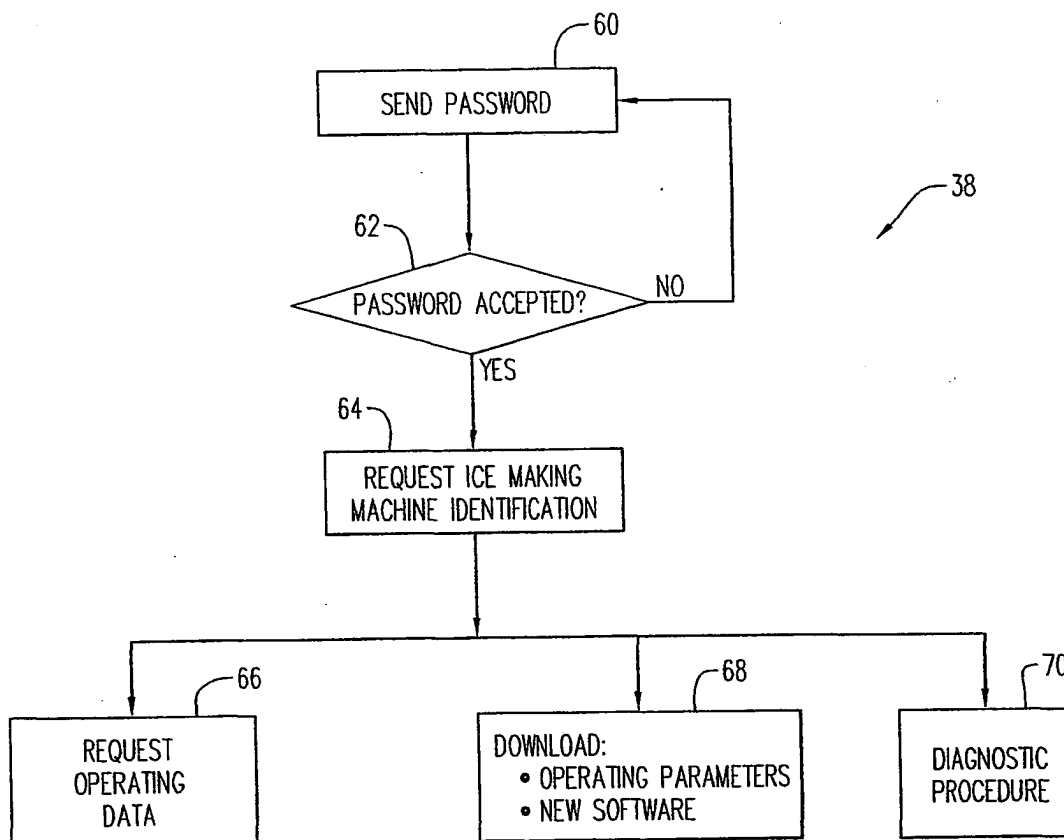 60
SEND PASSWORD
38
62
PASSWORD ACCEPTED?
NO
YES
64
REQUEST ICE MAKING
MACHINE IDENTIFICATION
66
68
70
REQUEST
OPERATING
DATA
DOWNLOAD:
• OPERATING PARAMETERS
• NEW SOFTWARE
DIAGNOSTIC
PROCEDURE